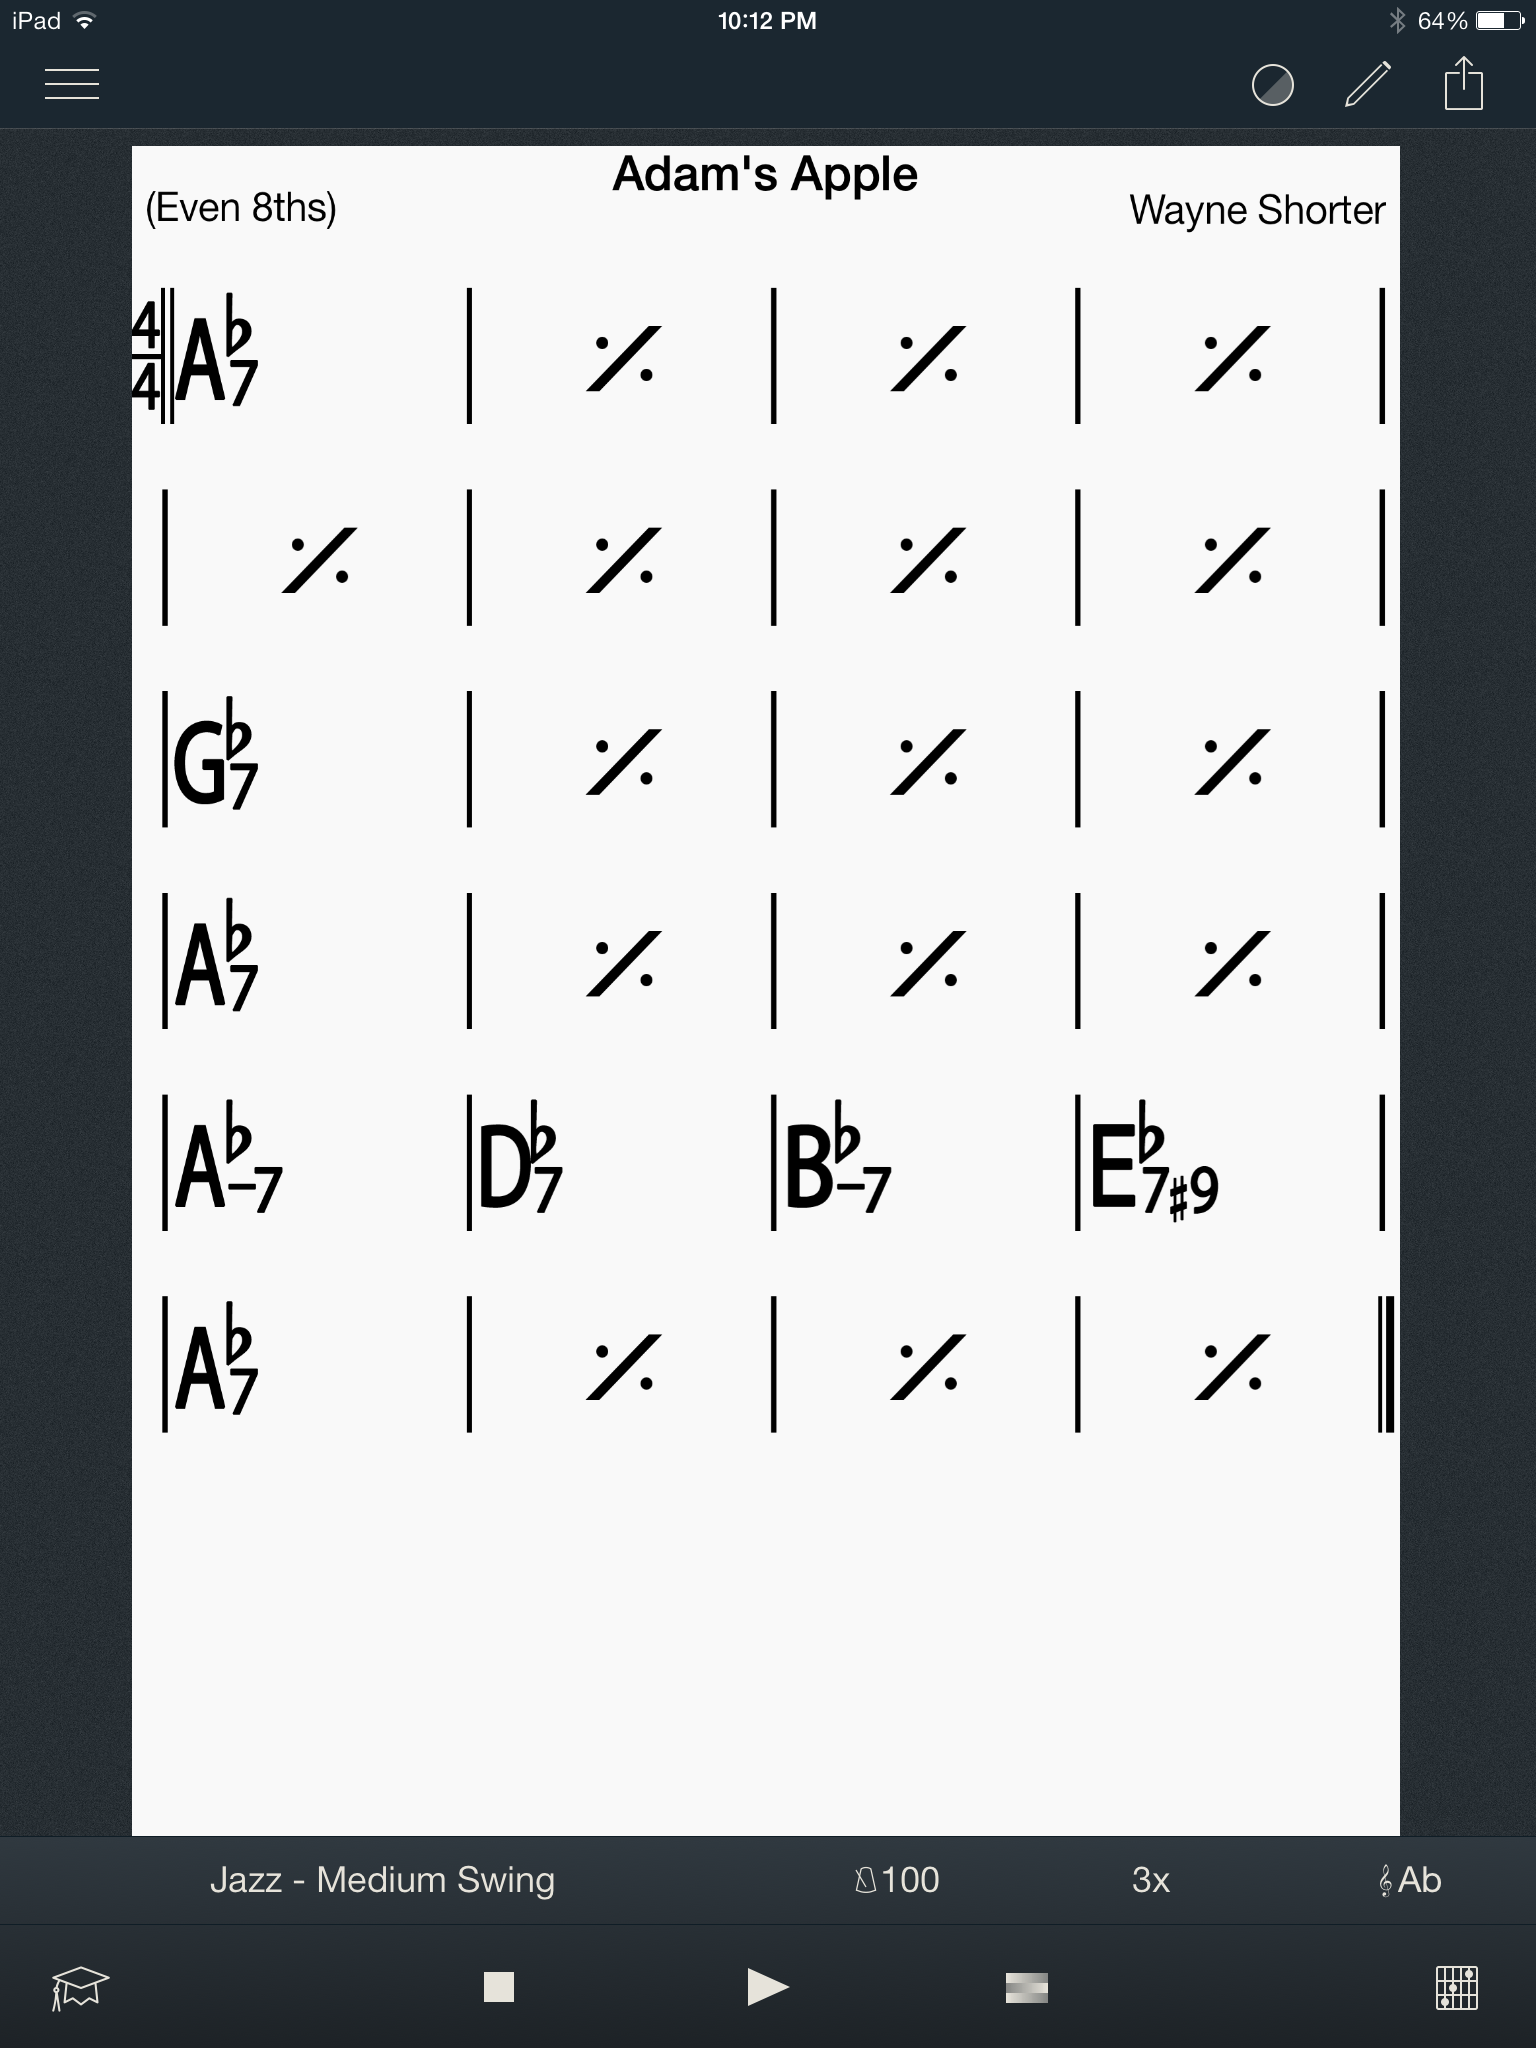 iPad 10:12 PM 64%
Adam's Apple
(Even 8ths) Wayne Shorter
4/4 A♭7 | 𝄎 | 𝄎 | 𝄎
𝄎 | 𝄎 | 𝄎 | 𝄎
G♭7 | 𝄎 | 𝄎 | 𝄎
A♭7 | 𝄎 | 𝄎 | 𝄎
A♭–7 | D♭7 | B♭–7 | E♭7♯9
A♭7 | 𝄎 | 𝄎 | 𝄎
Jazz - Medium Swing 100 3x Ab